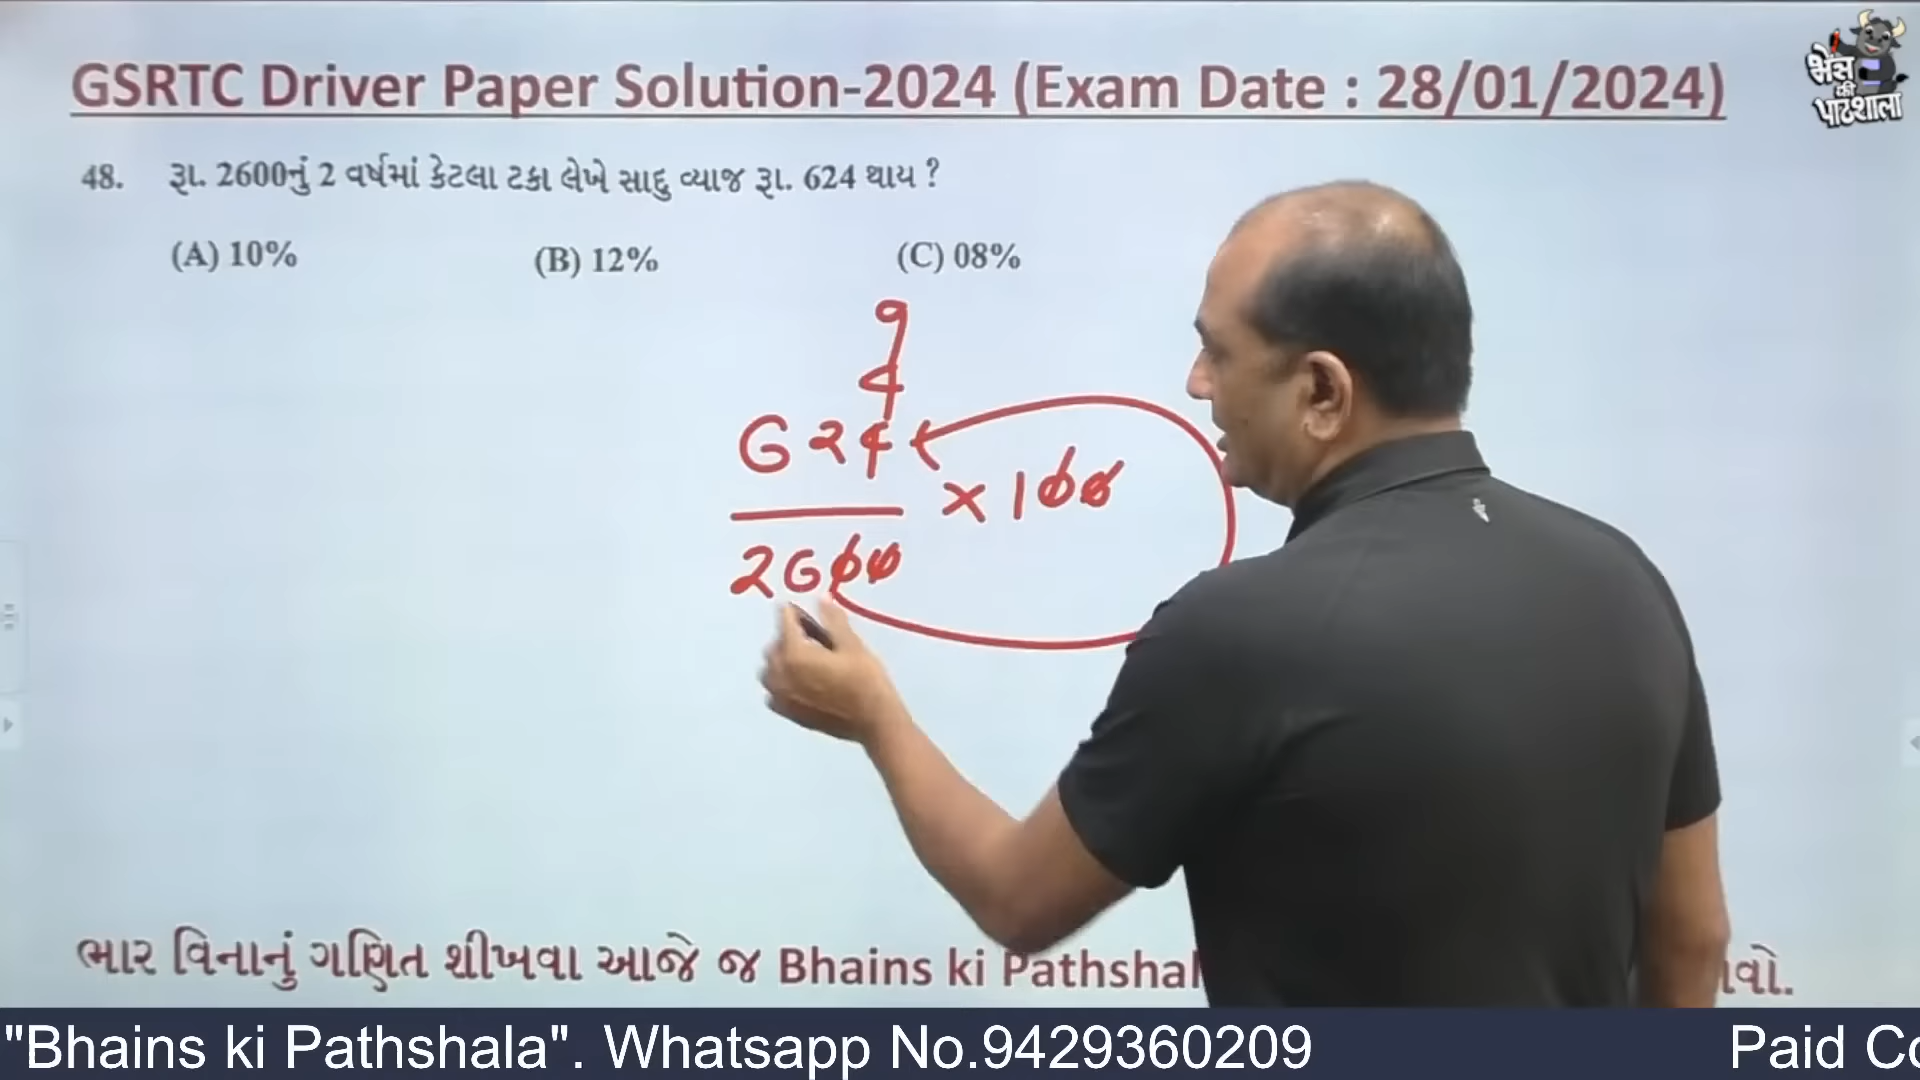 GSRTC Driver Paper Solution-2024 (Exam Date : 28/01/2024)
भैंस
की
पाठशाला
48. રૂા. 2600નું 2 વર્ષમાં કેટલા ટકા લેખે સાદુ વ્યાજ રૂા. 624 થાય ?
(A) 10% (B) 12% (C) 08%
624
× 100
2600
ભાર વિનાનું ગણિત શીખવા આજે જ Bhains ki Pathshal
"Bhains ki Pathshala". Whatsapp No.9429360209 Paid Co